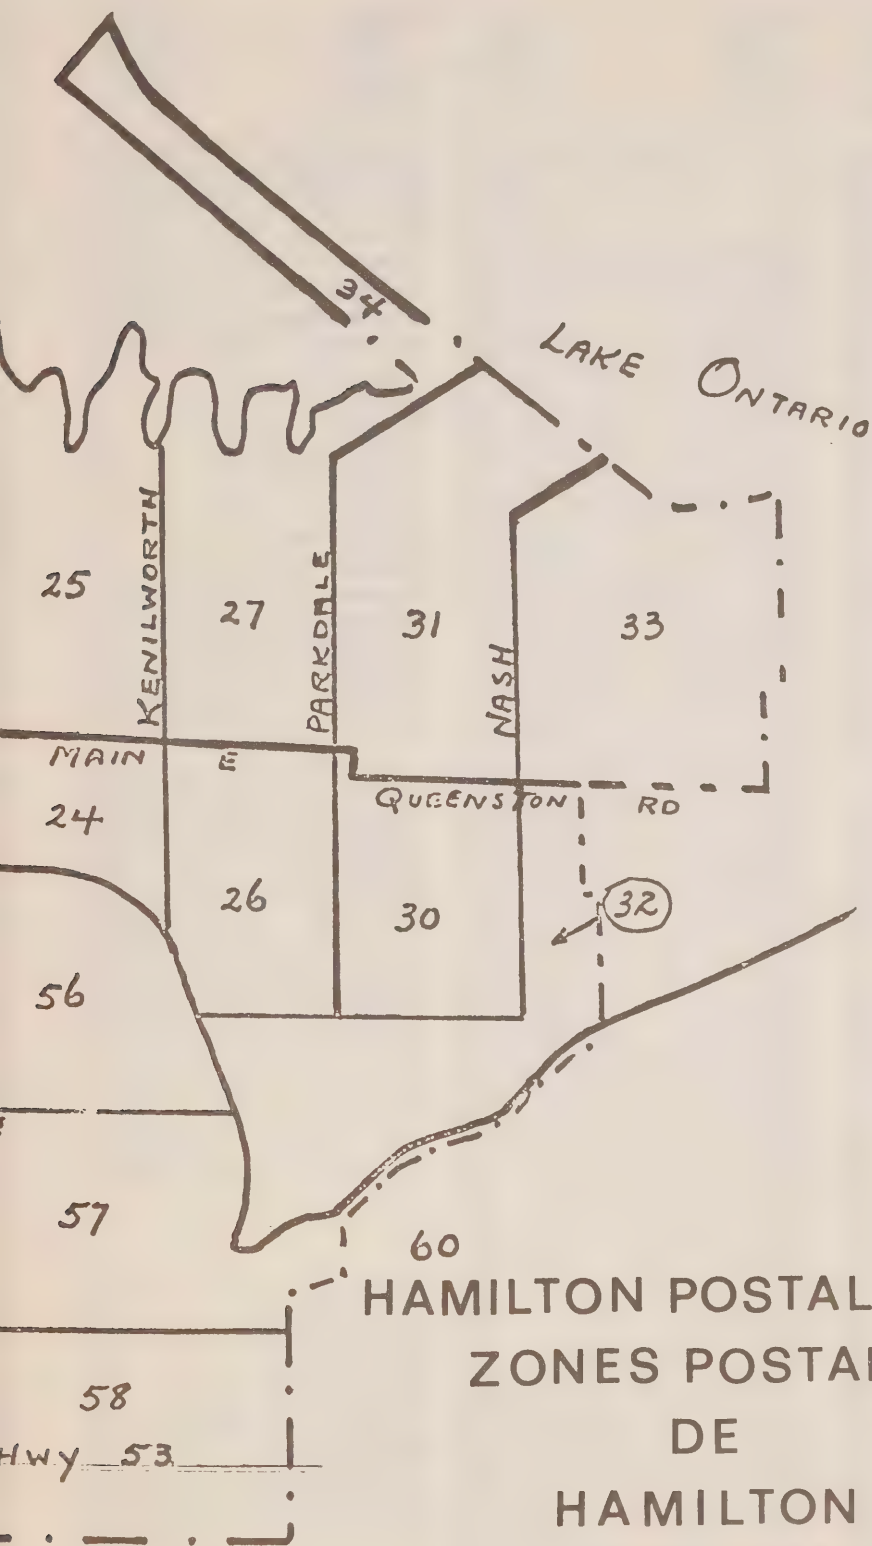 34
LAKE ONTARIO
KENILWORTH
PARKDALE
NASH
25
27
31
33
MAIN E
QUEENSTON RD
24
26
30
32
56
57
60
HAMILTON POSTAL
ZONES POSTA
DE
HAMILTON
58
HWY 53